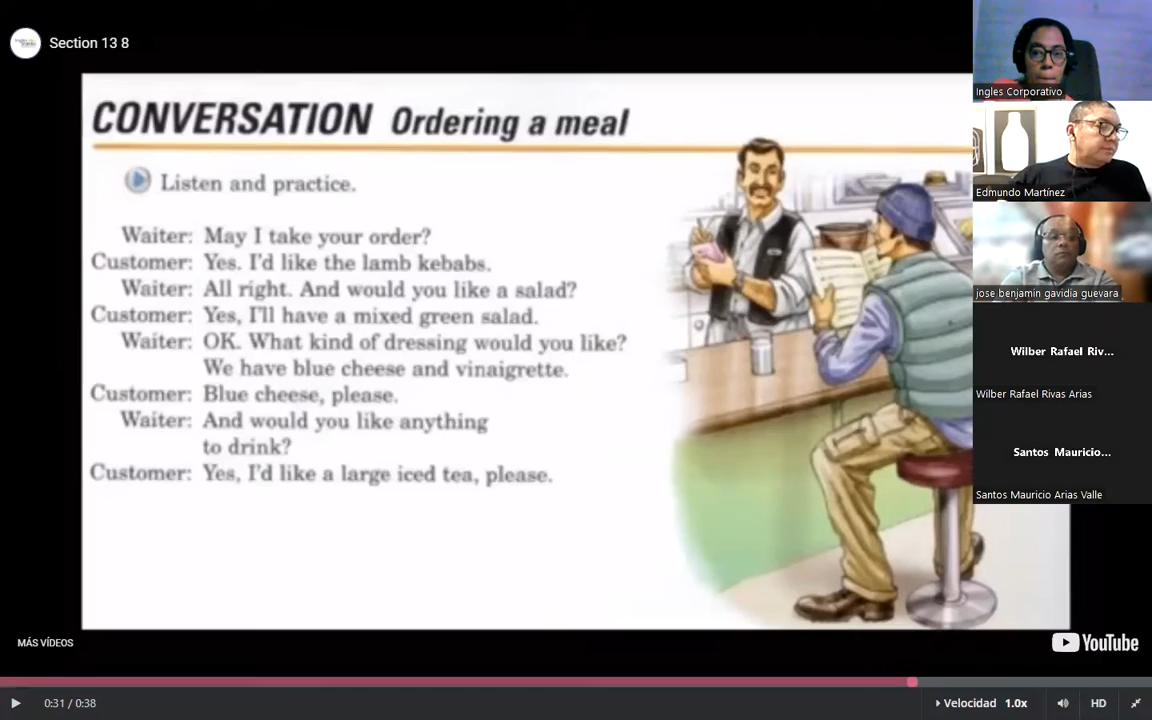 Section 13 8
CONVERSATION Ordering a meal
Listen and practice.
Waiter: May I take your order?
Customer: Yes. I'd like the lamb kebabs.
Waiter: All right. And would you like a salad?
Customer: Yes, I'll have a mixed green salad.
Waiter: OK. What kind of dressing would you like?
We have blue cheese and vinaigrette.
Customer: Blue cheese, please.
Waiter: And would you like anything
to drink?
Customer: Yes, I'd like a large iced tea, please.
Ingles Corporativo
Edmundo Martínez
jose benjamin gavidia guevara
Wilber Rafael Riv...
Wilber Rafael Rivas Arias
Santos Mauricio...
Santos Mauricio Arias Valle
MÁS VÍDEOS
YouTube
0:31 / 0:38
Velocidad 1.0x
HD